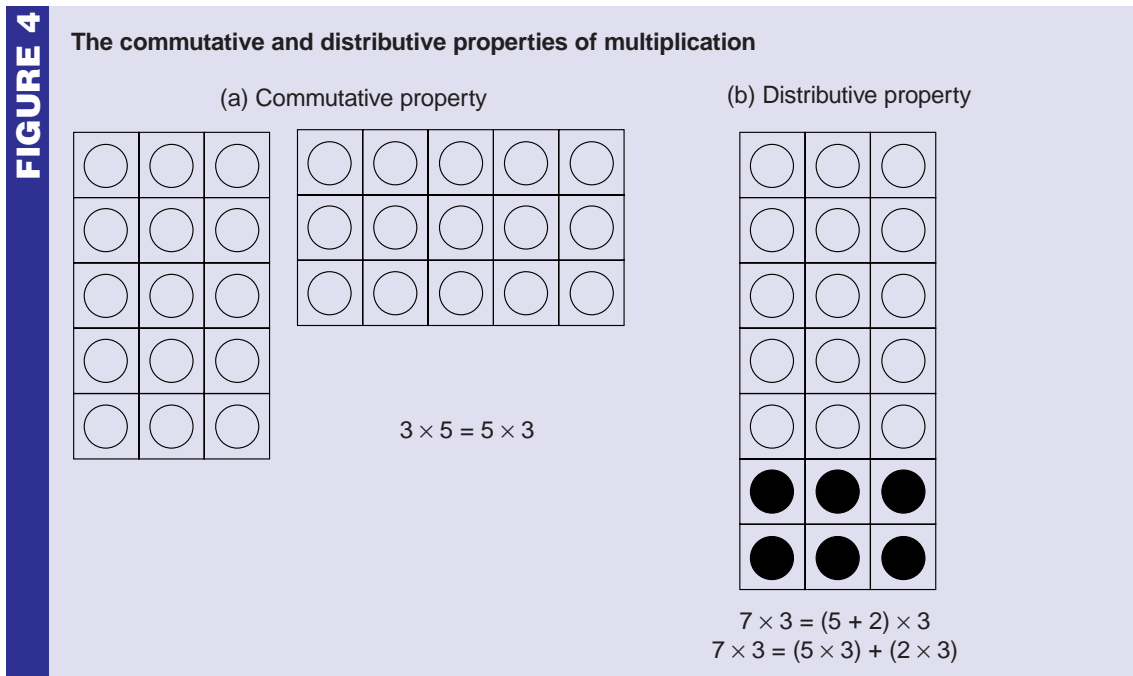 FIGURE 4
The commutative and distributive properties of multiplication
(a) Commutative property
3 × 5 = 5 × 3
(b) Distributive property
7 × 3 = (5 + 2) × 3
7 × 3 = (5 × 3) + (2 × 3)